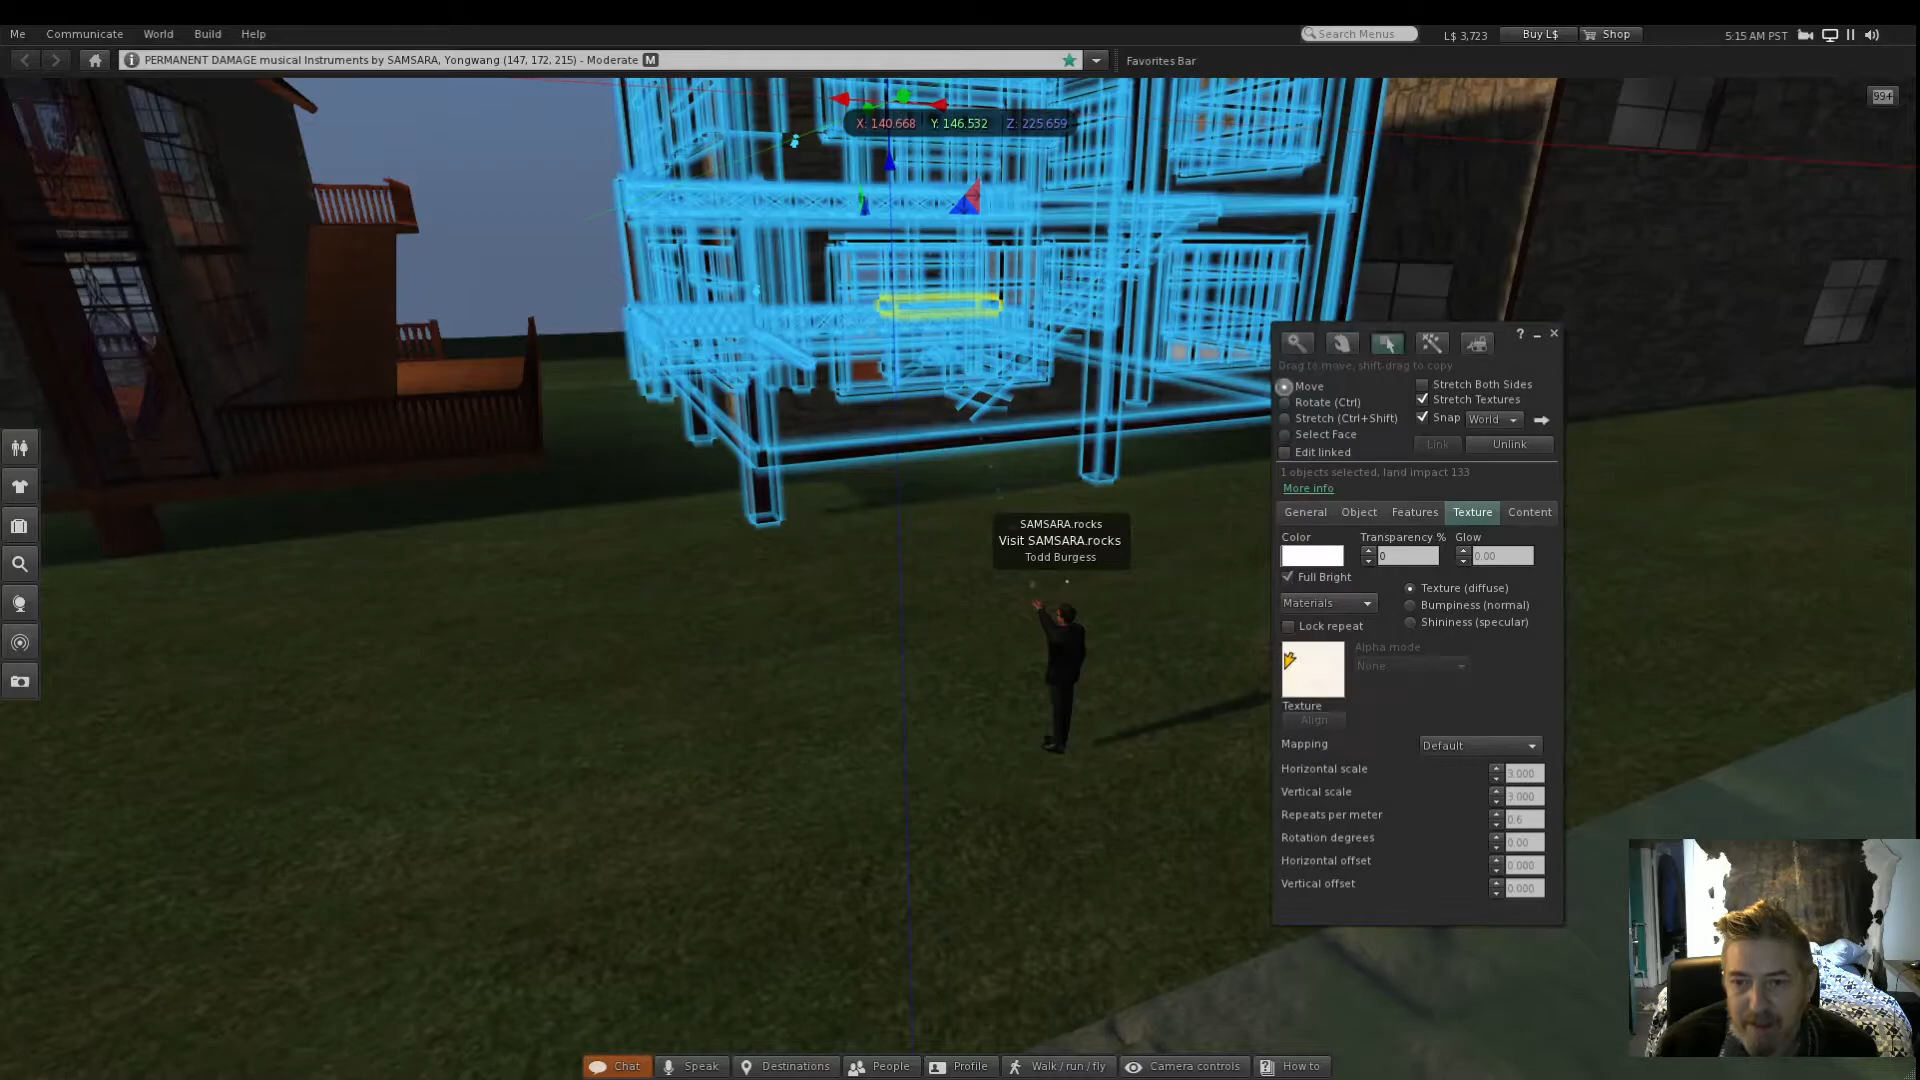 Me Communicate World Build Help
Search Menus L$ 3,723 Buy L$ Shop 5:15 AM PST
PERMANENT DAMAGE musical Instruments by SAMSARA, Yongwang (147, 172, 215) - Moderate M Favorites Bar
99+
X: 140.668 Y: 146.532 Z: 225.659
?
Drag to move, shift-drag to copy
Move
Rotate (Ctrl)
Stretch (Ctrl+Shift)
Select Face
Edit linked
Stretch Both Sides
Stretch Textures
Snap World
Link Unlink
1 objects selected, land impact 133
More info
General Object Features Texture Content
Color Transparency % Glow
0 0.00
Full Bright
Materials
Lock repeat
Texture (diffuse)
Bumpiness (normal)
Shininess (specular)
Alpha mode
None
Texture
Align
Mapping Default
Horizontal scale 3.000
Vertical scale 3.000
Repeats per meter 0.6
Rotation degrees 0.00
Horizontal offset 0.000
Vertical offset 0.000
SAMSARA.rocks
Visit SAMSARA.rocks
Todd Burgess
Chat Speak Destinations People Profile Walk / run / fly Camera controls How to